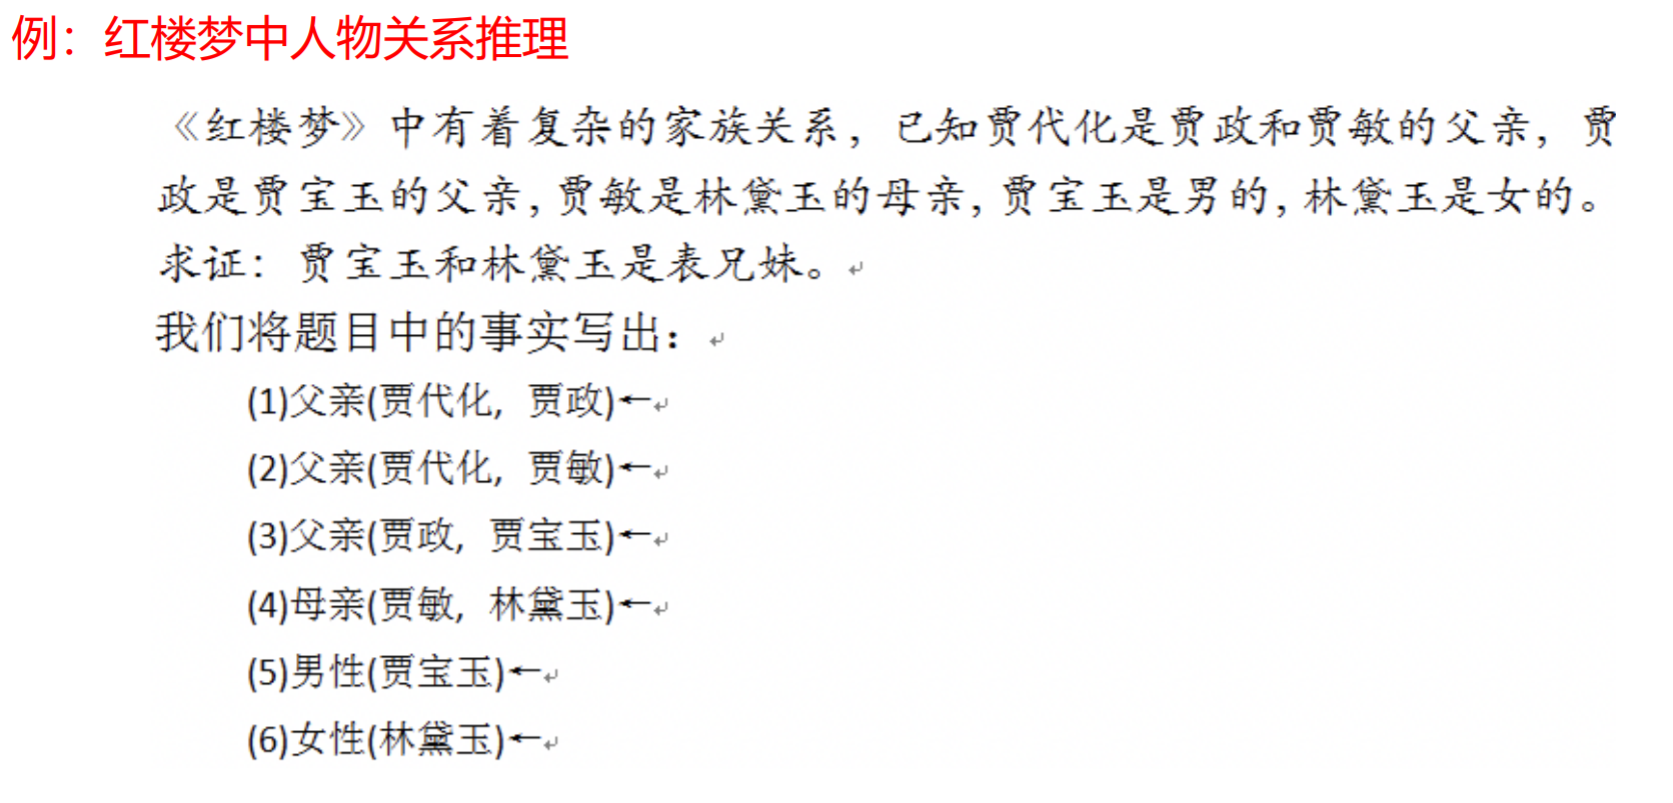 例：红楼梦中人物关系推理
《红楼梦》中有着复杂的家族关系，已知贾代化是贾政和贾敏的父亲，贾
政是贾宝玉的父亲，贾敏是林黛玉的母亲，贾宝玉是男的，林黛玉是女的。
求证：贾宝玉和林黛玉是表兄妹。↵
我们将题目中的事实写出：↵
(1)父亲(贾代化，贾政)←↵
(2)父亲(贾代化，贾敏)←↵
(3)父亲(贾政，贾宝玉)←↵
(4)母亲(贾敏，林黛玉)←↵
(5)男性(贾宝玉)←↵
(6)女性(林黛玉)←↵